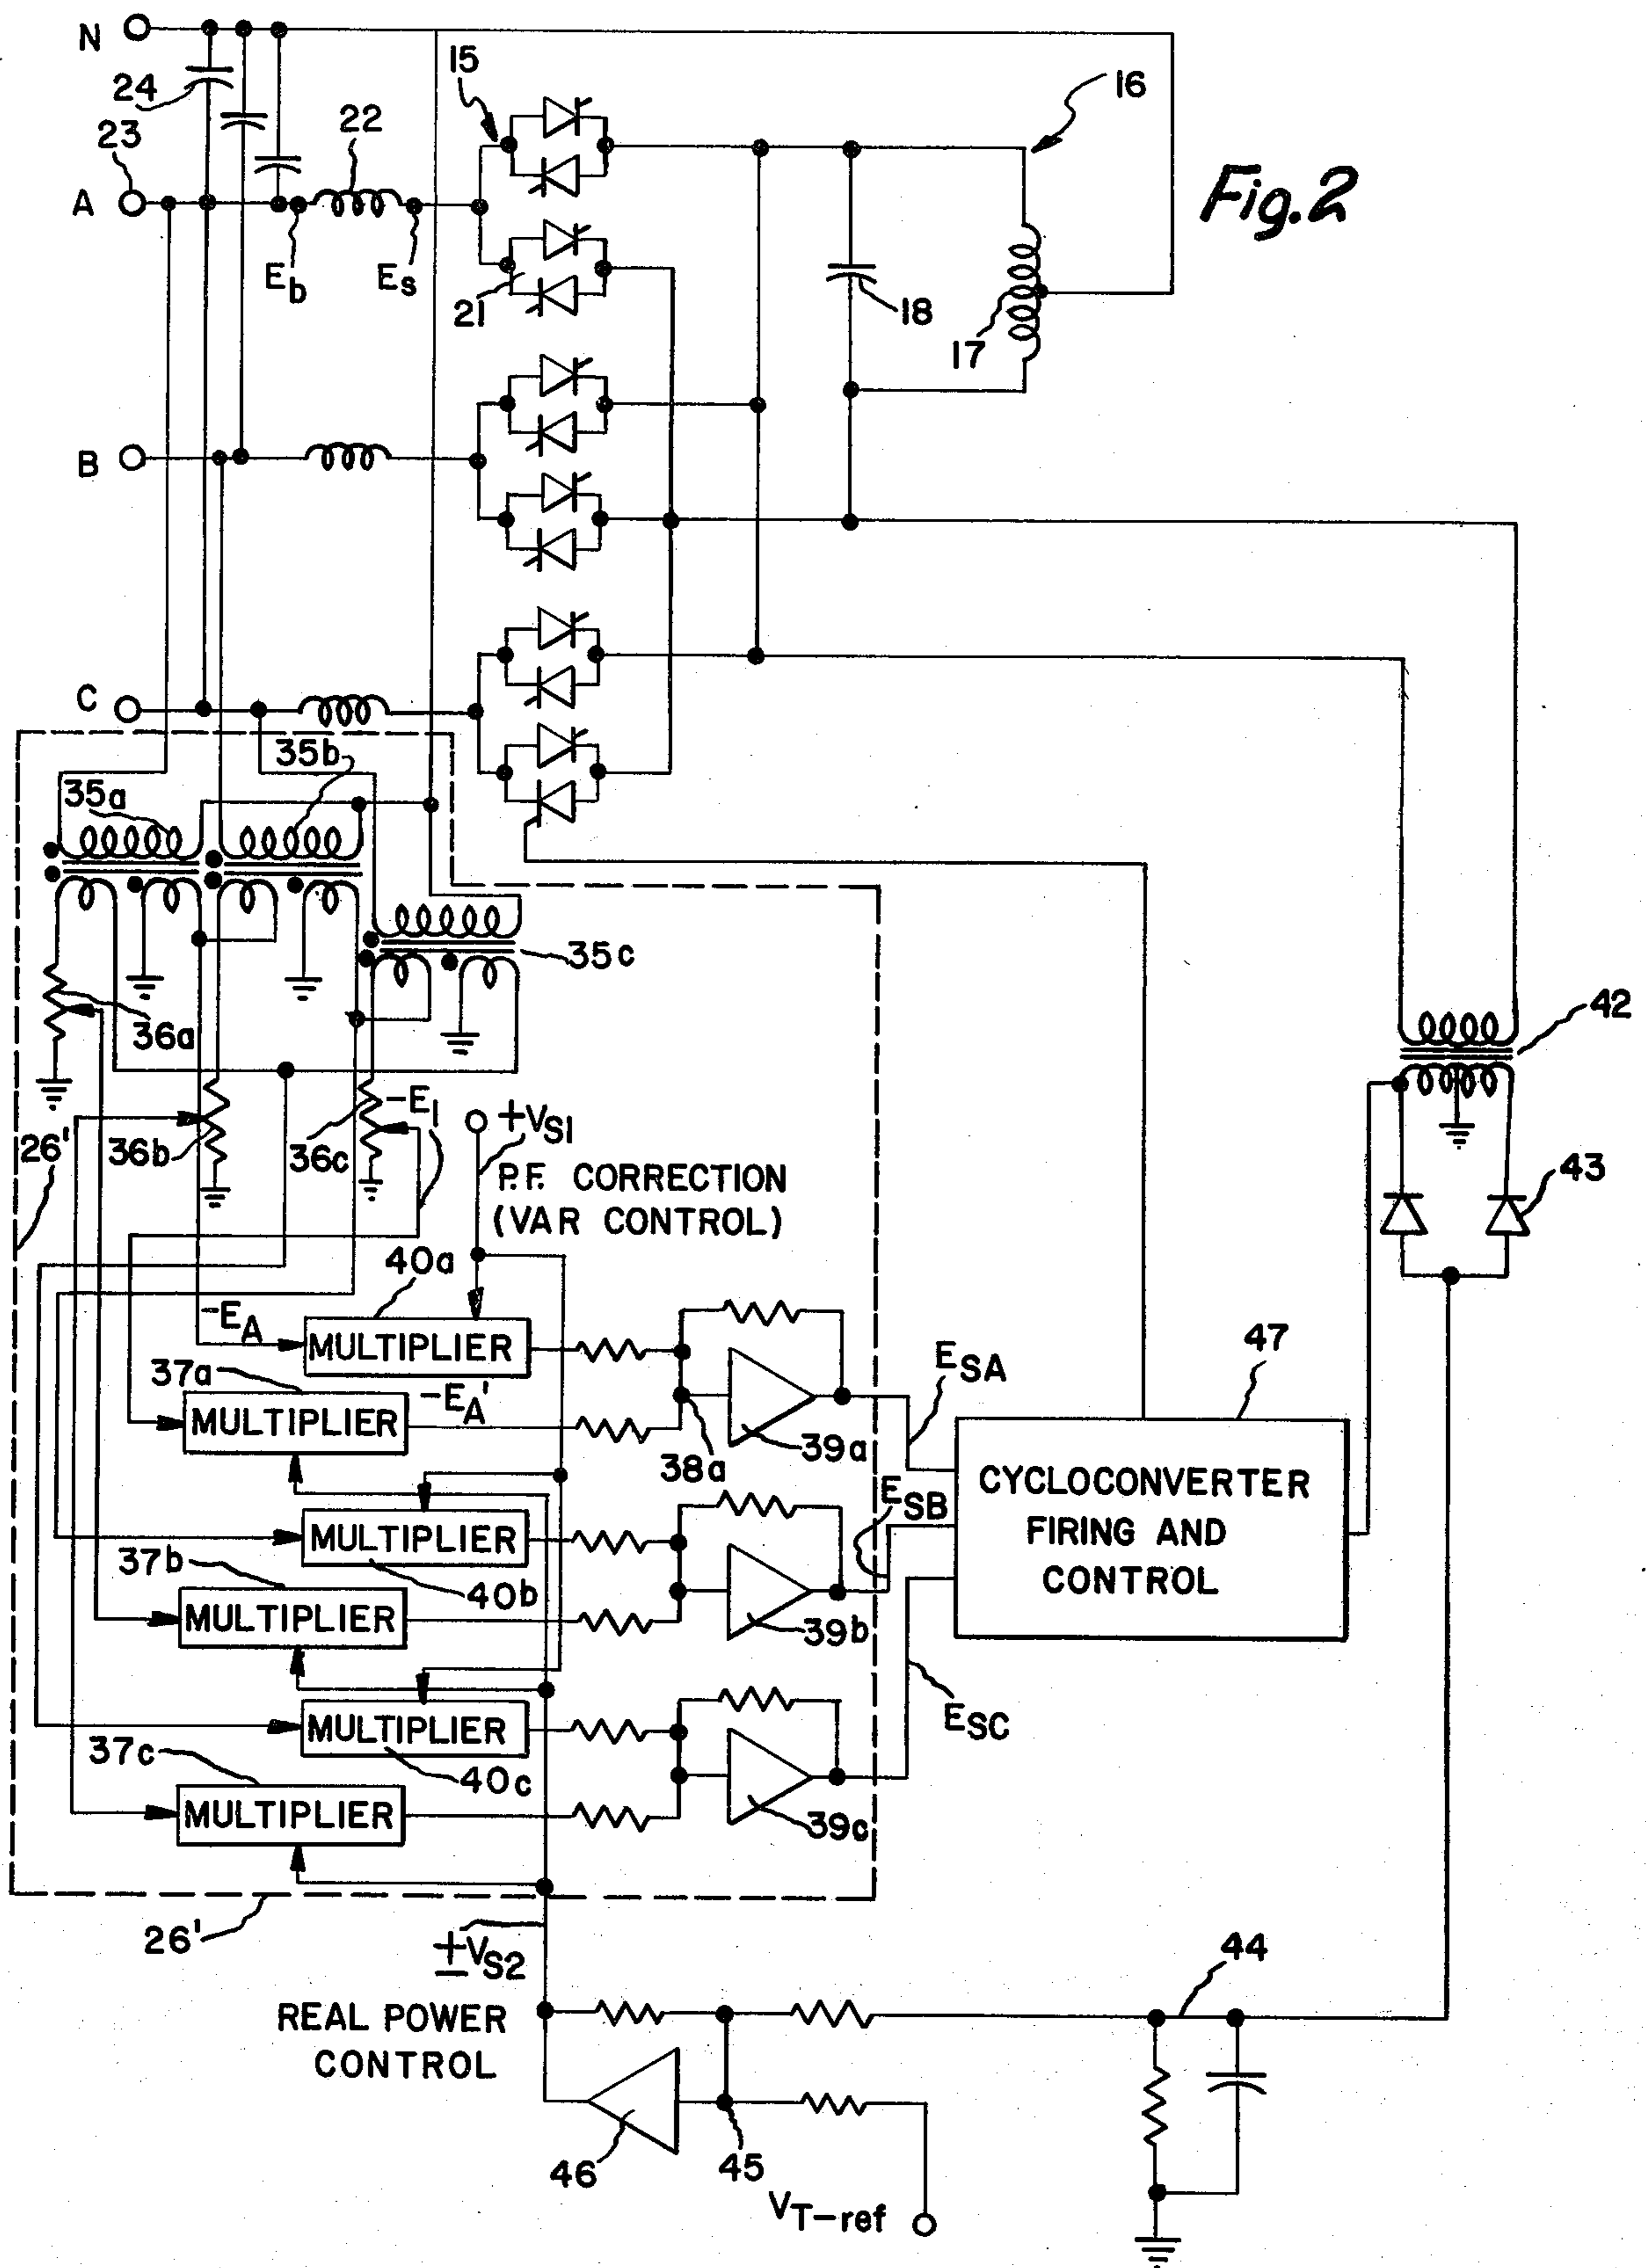 N
15
16
24
23
22
Fig.2
A
Eb
Es
21
18
17
B
C
35b
35a
35c
42
36a
-E1
+VS1
26'
36b
36c
P.F. CORRECTION
(VAR CONTROL)
43
40a
-EA
MULTIPLIER
47
ESA
37a
-EA'
MULTIPLIER
39a
38a
CYCLOCONVERTER
FIRING AND
CONTROL
ESB
MULTIPLIER
37b
40b
MULTIPLIER
39b
ESC
MULTIPLIER
37c
40c
MULTIPLIER
39c
26'
±VS2
44
REAL POWER
CONTROL
46
45
VT-ref